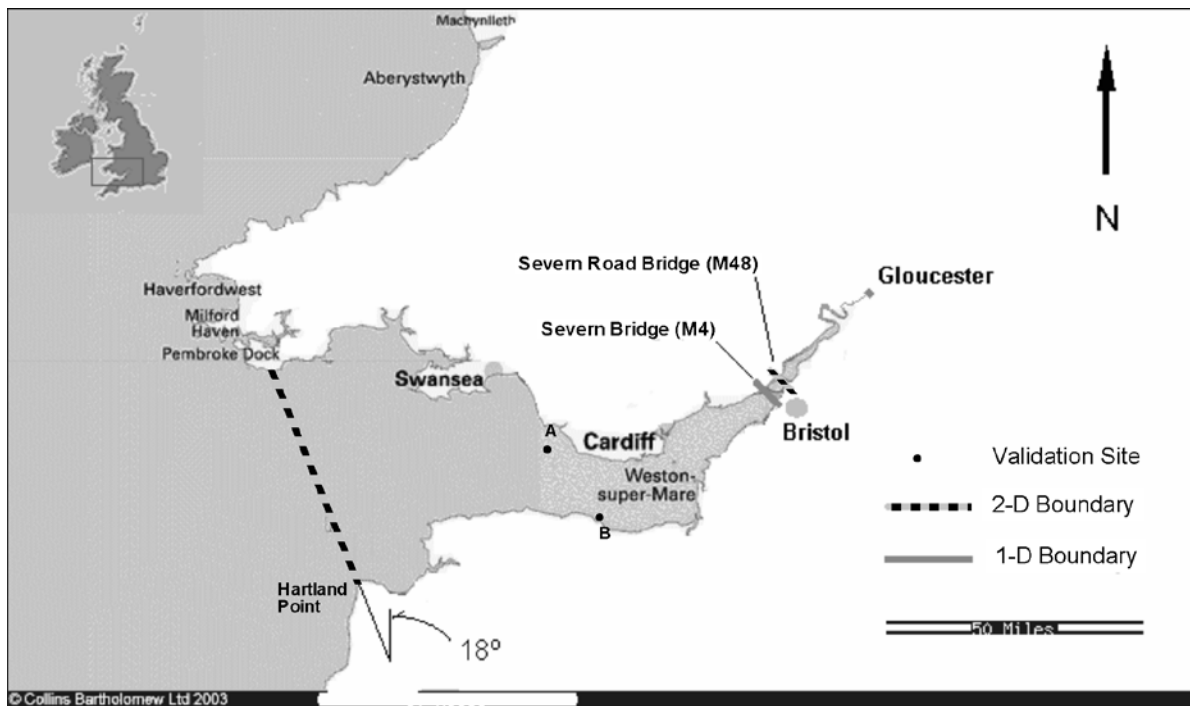 Machynlleth
Aberystwyth
N
Severn Road Bridge (M48)
Gloucester
Haverfordwest
Milford
Haven
Severn Bridge (M4)
Pembroke Dock
Swansea
A
Cardiff
Bristol
Weston-
super-Mare
Validation Site
B
2-D Boundary
1-D Boundary
Hartland
Point
50 Miles
18º
© Collins Bartholomew Ltd 2003